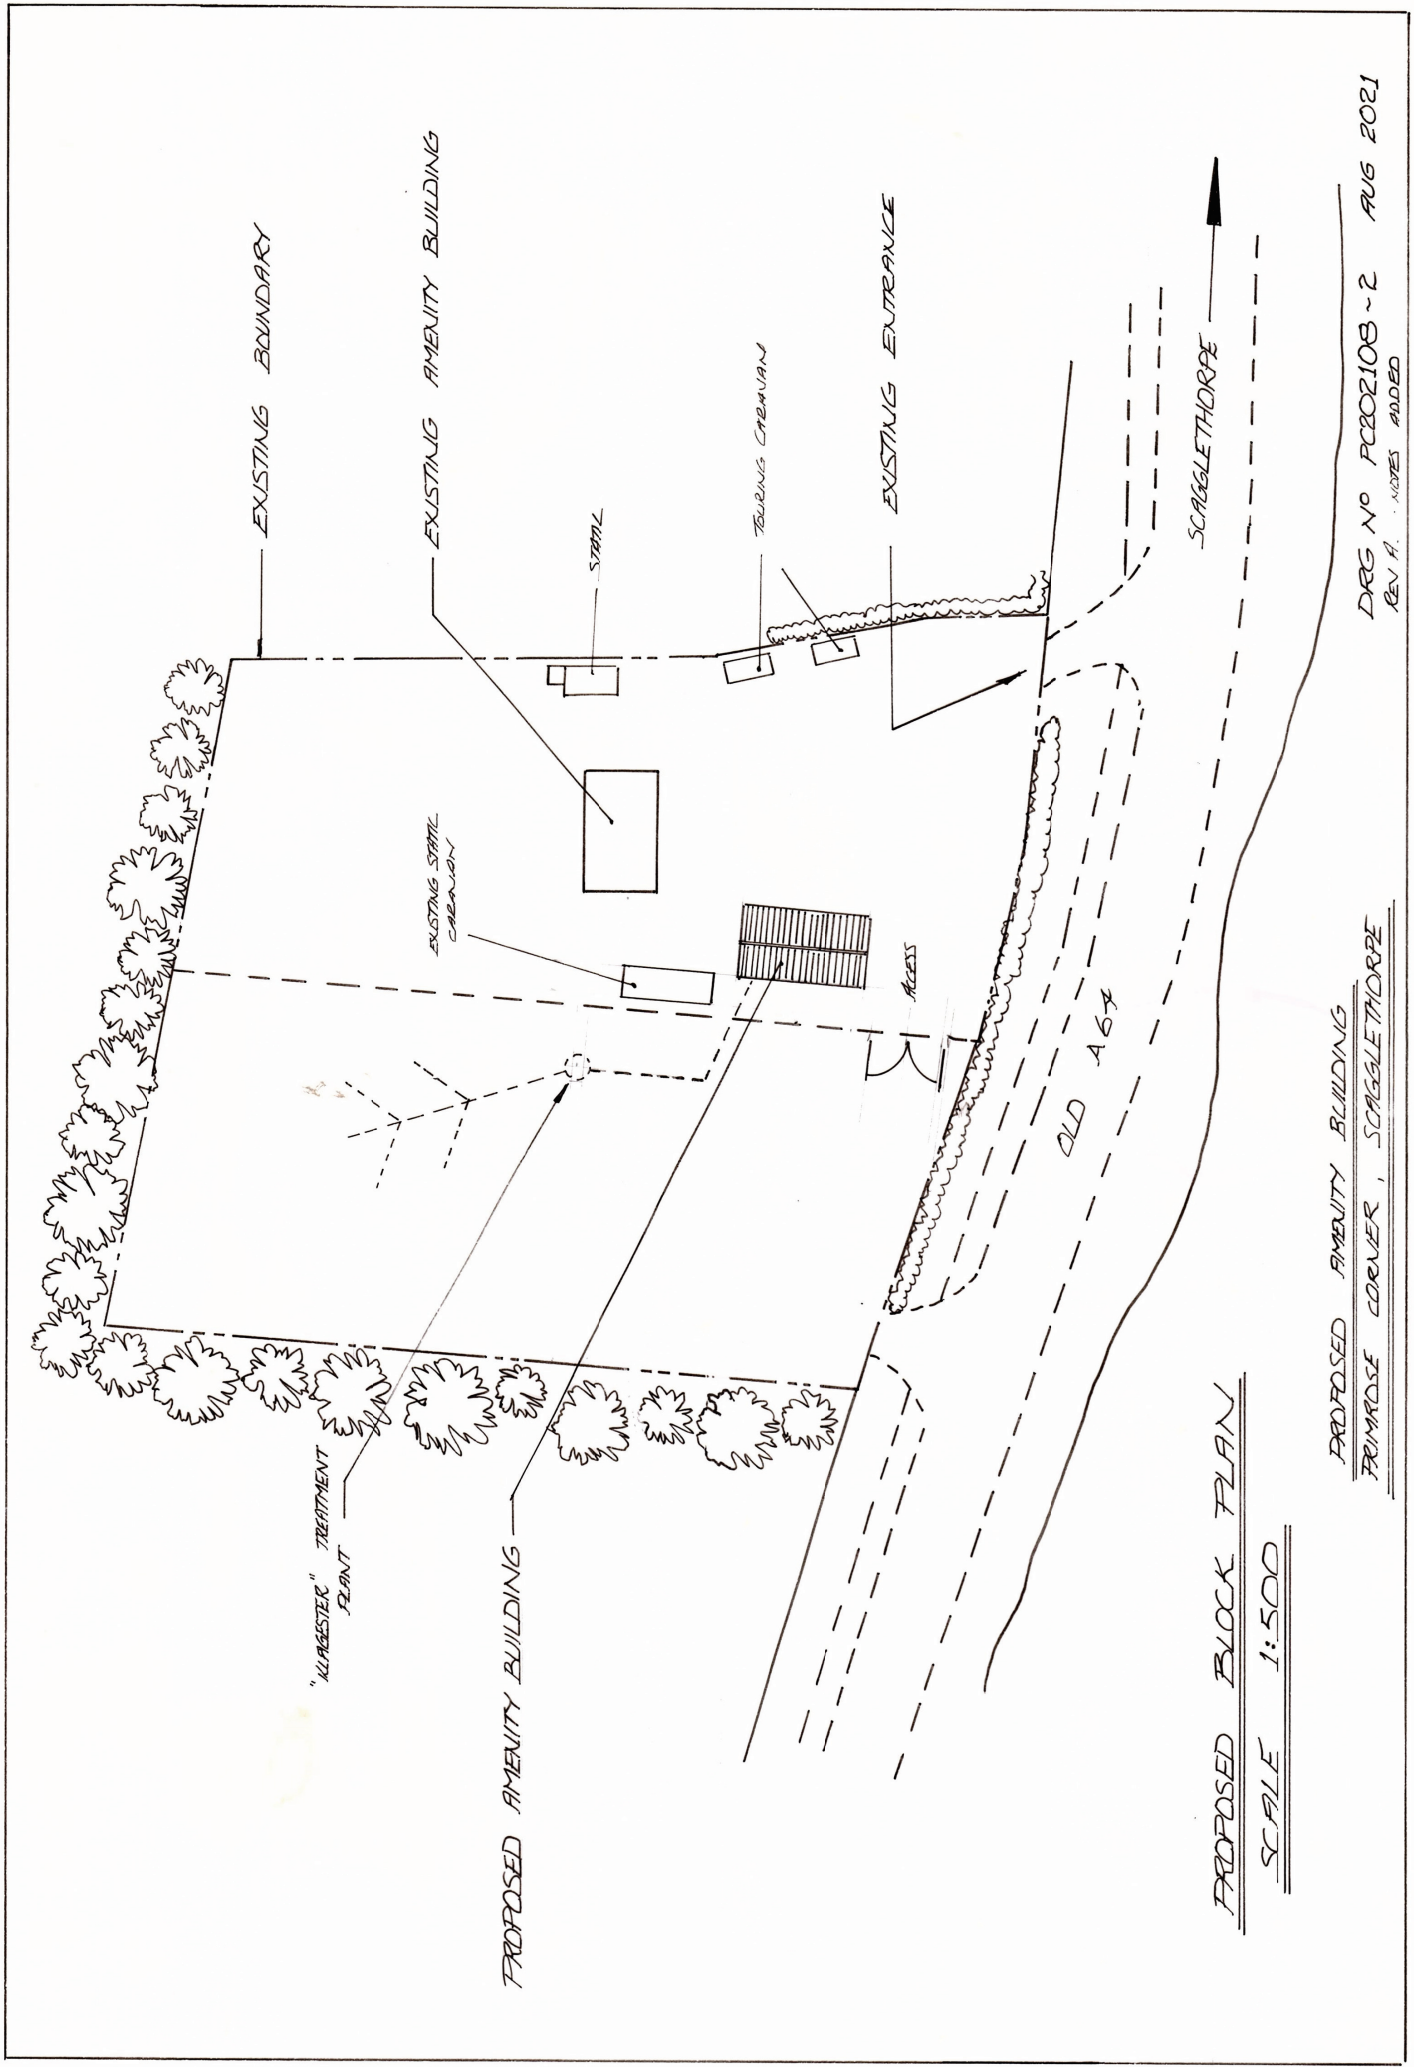 EXISTING BOUNDARY
EXISTING AMENITY BUILDING
STATIC
TOURING CARAVAN
EXISTING ENTRANCE
EXISTING STATIC
CARAVAN
ACCESS
"KLAGESTER" TREATMENT
PLANT
PROPOSED AMENITY BUILDING
OLD A64
SCAGGLETHORPE
PROPOSED BLOCK PLAN
SCALE 1:500
PROPOSED AMENITY BUILDING
PRIMROSE CORNER, SCAGGLETHORPE
DRG Nº PC202108~2 AUG 2021
REV A. NOTES ADDED